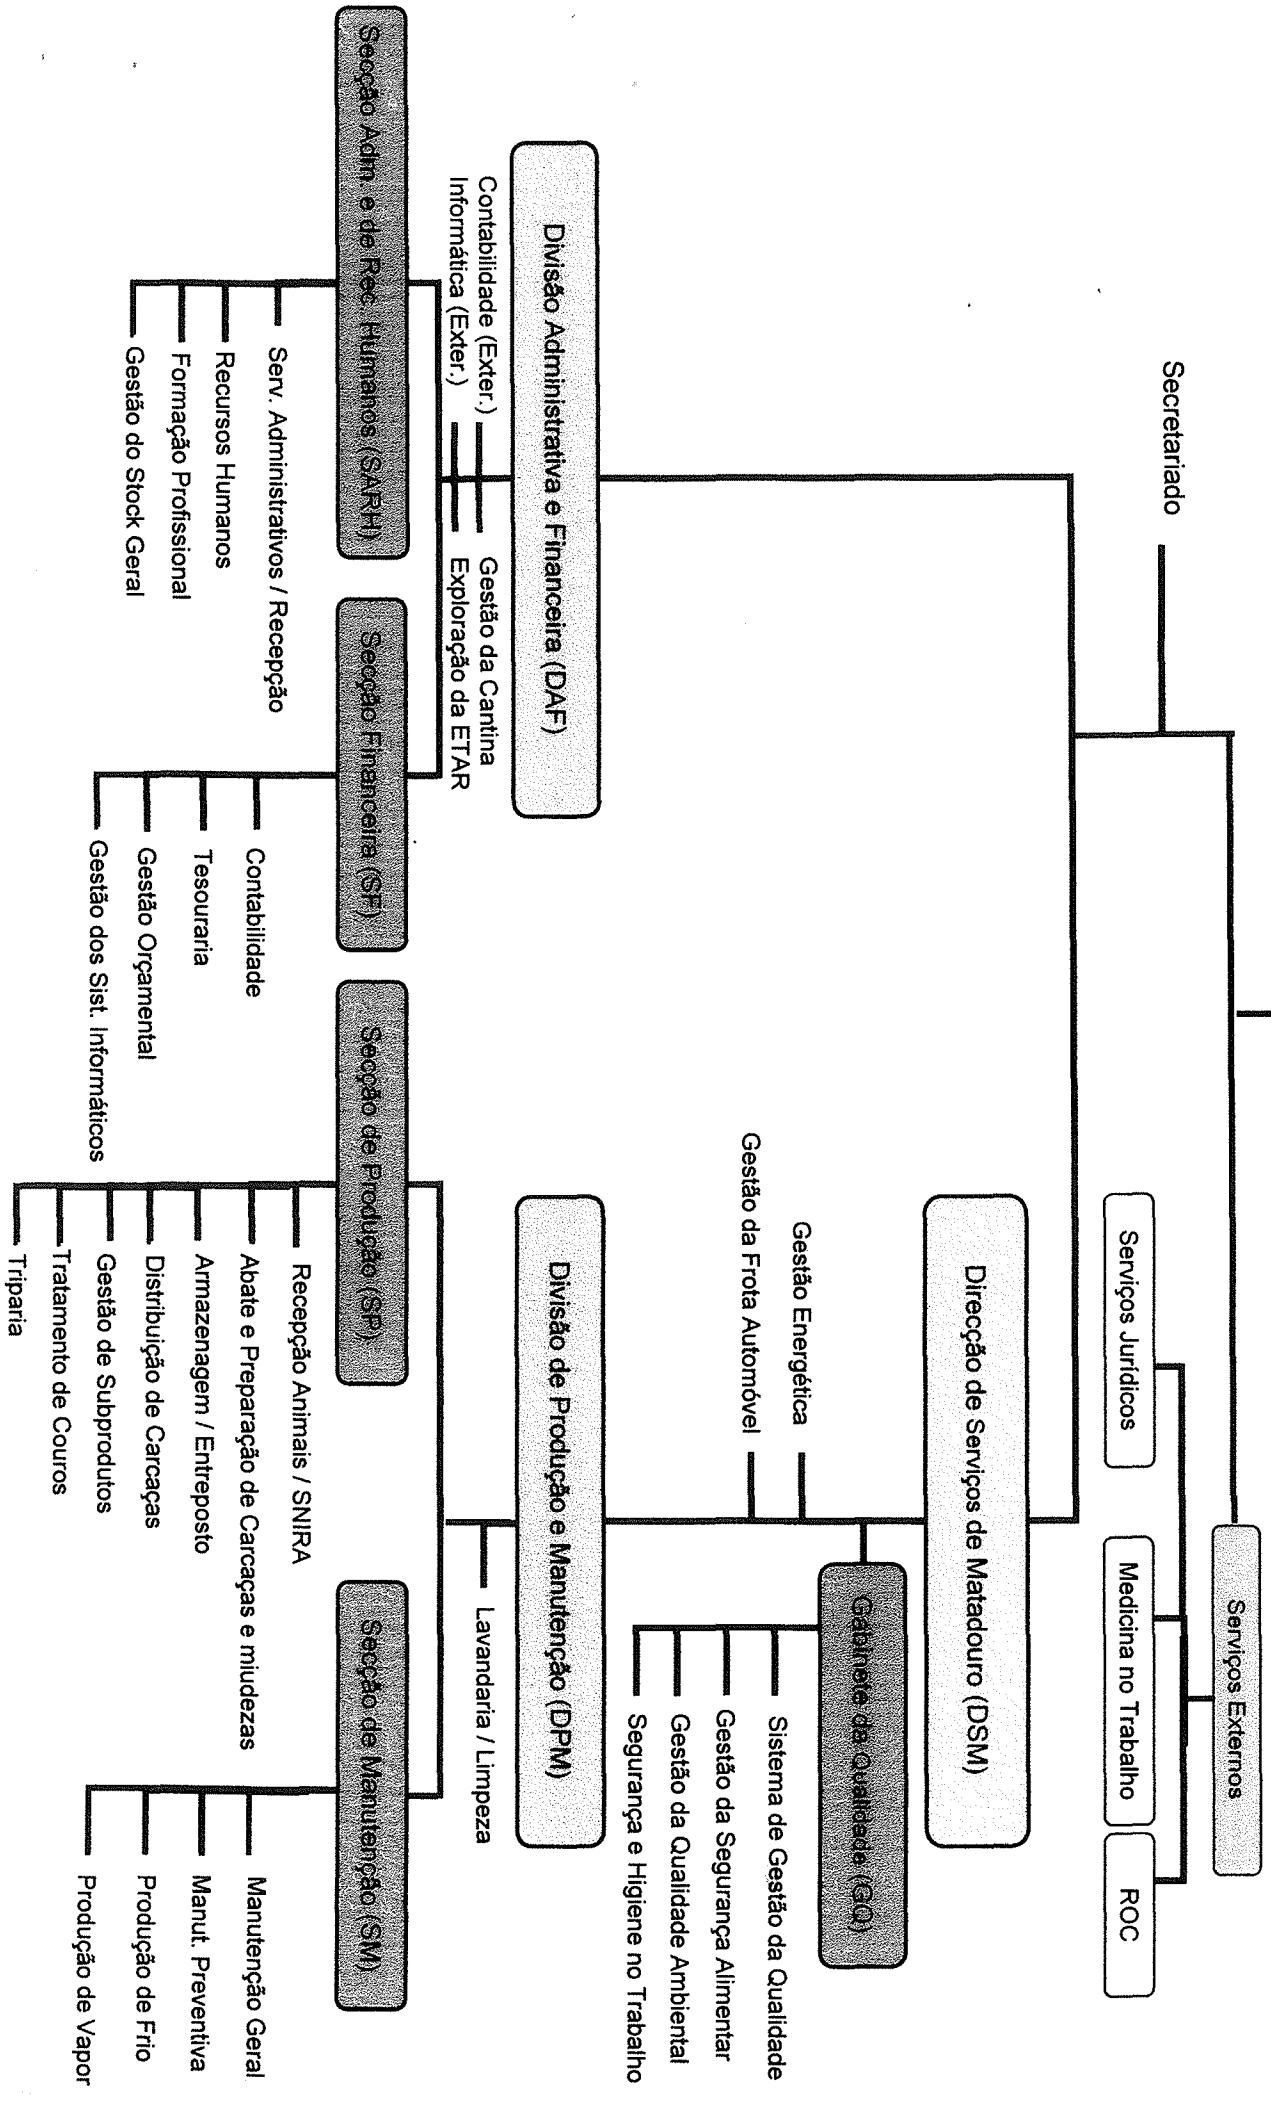 Serviços Externos
Serviços Jurídicos
Medicina no Trabalho
ROC
Secretariado
Direcção de Serviços de Matadouro (DSM)
Gabinete da Qualidade (GQ)
Sistema de Gestão da Qualidade
Gestão da Segurança Alimentar
Gestão da Qualidade Ambiental
Segurança e Higiene no Trabalho
Gestão Energética
Gestão da Frota Automóvel
Divisão Administrativa e Financeira (DAF)
Contabilidade (Exter.)
Informática (Exter.)
Gestão da Cantina
Exploração da ETAR
Divisão de Produção e Manutenção (DPM)
Lavandaria / Limpeza
Secção Adm. e de Rec. Humanos (SARH)
Serv. Administrativos / Recepção
Recursos Humanos
Formação Profissional
Gestão do Stock Geral
Secção Financeira (SF)
Contabilidade
Tesouraria
Gestão Orçamental
Gestão dos Sist. Informáticos
Secção de Produção (SP)
Recepção Animais / SNIRA
Abate e Preparação de Carcaças e miudezas
Armazenagem / Entreposto
Distribuição de Carcaças
Gestão de Subprodutos
Tratamento de Couros
Triparia
Secção de Manutenção (SM)
Manutenção Geral
Manut. Preventiva
Produção de Frio
Produção de Vapor